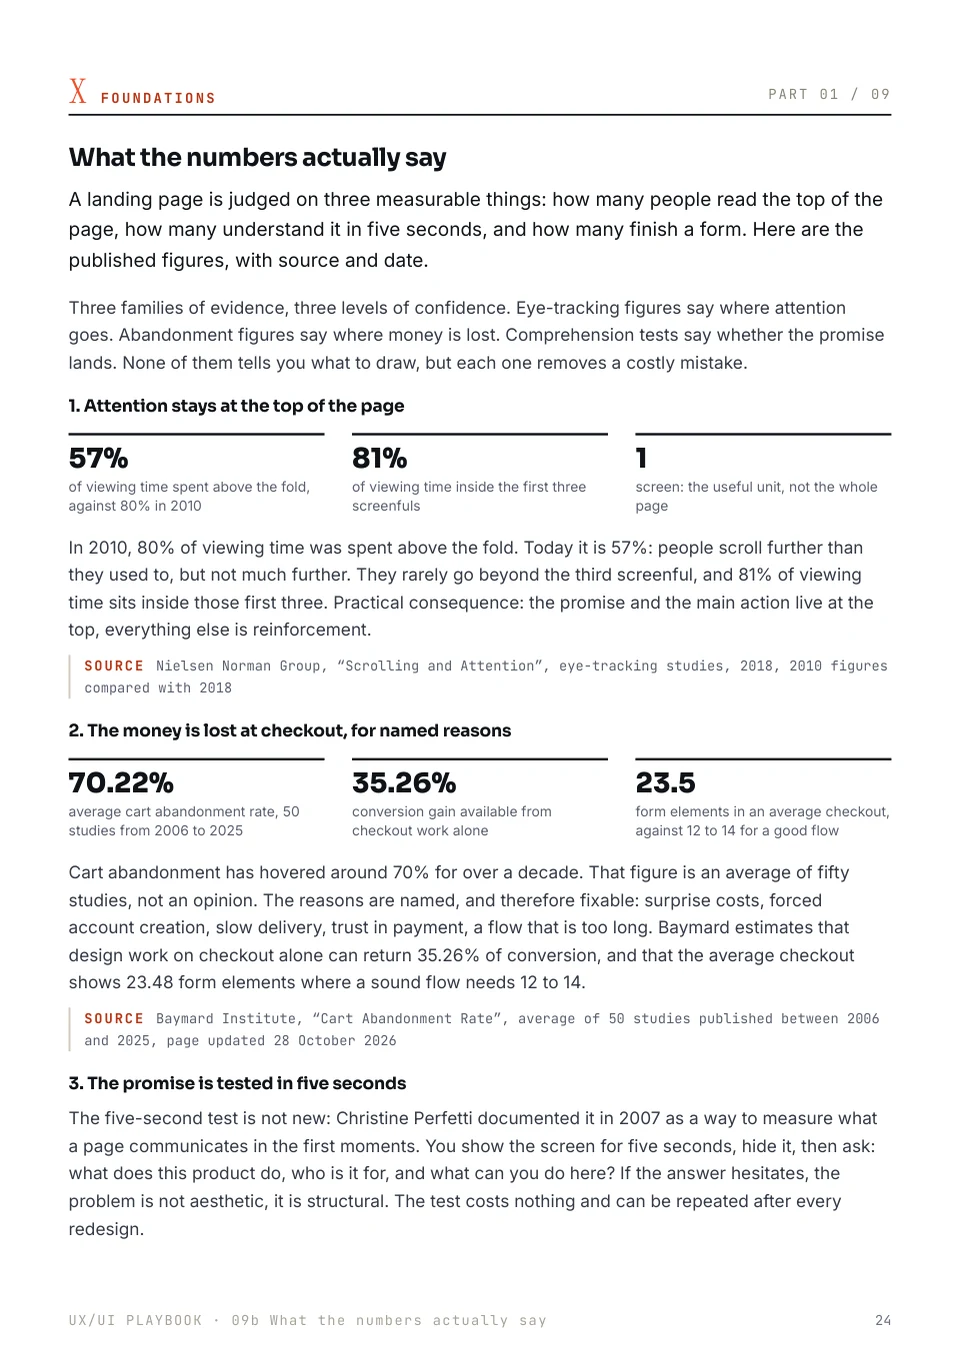 X FOUNDATIONS
PART 01 / 09
What the numbers actually say
A landing page is judged on three measurable things: how many people read the top of the
page, how many understand it in five seconds, and how many finish a form. Here are the
published figures, with source and date.
Three families of evidence, three levels of confidence. Eye-tracking figures say where attention
goes. Abandonment figures say where money is lost. Comprehension tests say whether the promise
lands. None of them tells you what to draw, but each one removes a costly mistake.
1. Attention stays at the top of the page
57%
of viewing time spent above the fold,
against 80% in 2010
81%
of viewing time inside the first three
screenfuls
1
screen: the useful unit, not the whole
page
In 2010, 80% of viewing time was spent above the fold. Today it is 57%: people scroll further than
they used to, but not much further. They rarely go beyond the third screenful, and 81% of viewing
time sits inside those first three. Practical consequence: the promise and the main action live at the
top, everything else is reinforcement.
SOURCE Nielsen Norman Group, “Scrolling and Attention”, eye-tracking studies, 2018, 2010 figures
compared with 2018
2. The money is lost at checkout, for named reasons
70.22%
average cart abandonment rate, 50
studies from 2006 to 2025
35.26%
conversion gain available from
checkout work alone
23.5
form elements in an average checkout,
against 12 to 14 for a good flow
Cart abandonment has hovered around 70% for over a decade. That figure is an average of fifty
studies, not an opinion. The reasons are named, and therefore fixable: surprise costs, forced
account creation, slow delivery, trust in payment, a flow that is too long. Baymard estimates that
design work on checkout alone can return 35.26% of conversion, and that the average checkout
shows 23.48 form elements where a sound flow needs 12 to 14.
SOURCE Baymard Institute, “Cart Abandonment Rate”, average of 50 studies published between 2006
and 2025, page updated 28 October 2026
3. The promise is tested in five seconds
The five-second test is not new: Christine Perfetti documented it in 2007 as a way to measure what
a page communicates in the first moments. You show the screen for five seconds, hide it, then ask:
what does this product do, who is it for, and what can you do here? If the answer hesitates, the
problem is not aesthetic, it is structural. The test costs nothing and can be repeated after every
redesign.
UX/UI PLAYBOOK · 09b What the numbers actually say
24